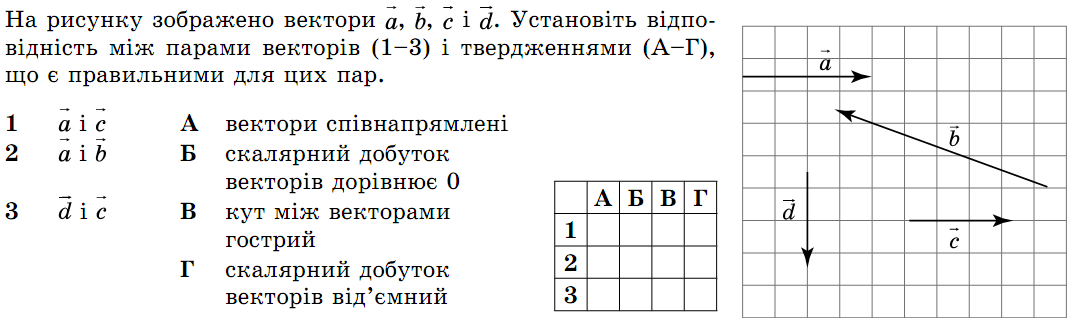 На рисунку зображено вектори a⃗, b⃗, c⃗ і d⃗. Установіть відпо-
відність між парами векторів (1–3) і твердженнями (А–Г),
що є правильними для цих пар.
1 a⃗ і c⃗ А вектори співнапрямлені
2 a⃗ і b⃗ Б скалярний добуток
векторів дорівнює 0
3 d⃗ і c⃗ В кут між векторами
гострий
Г скалярний добуток
векторів від’ємний
А Б В Г
1
2
3
a⃗
b⃗
d⃗
c⃗